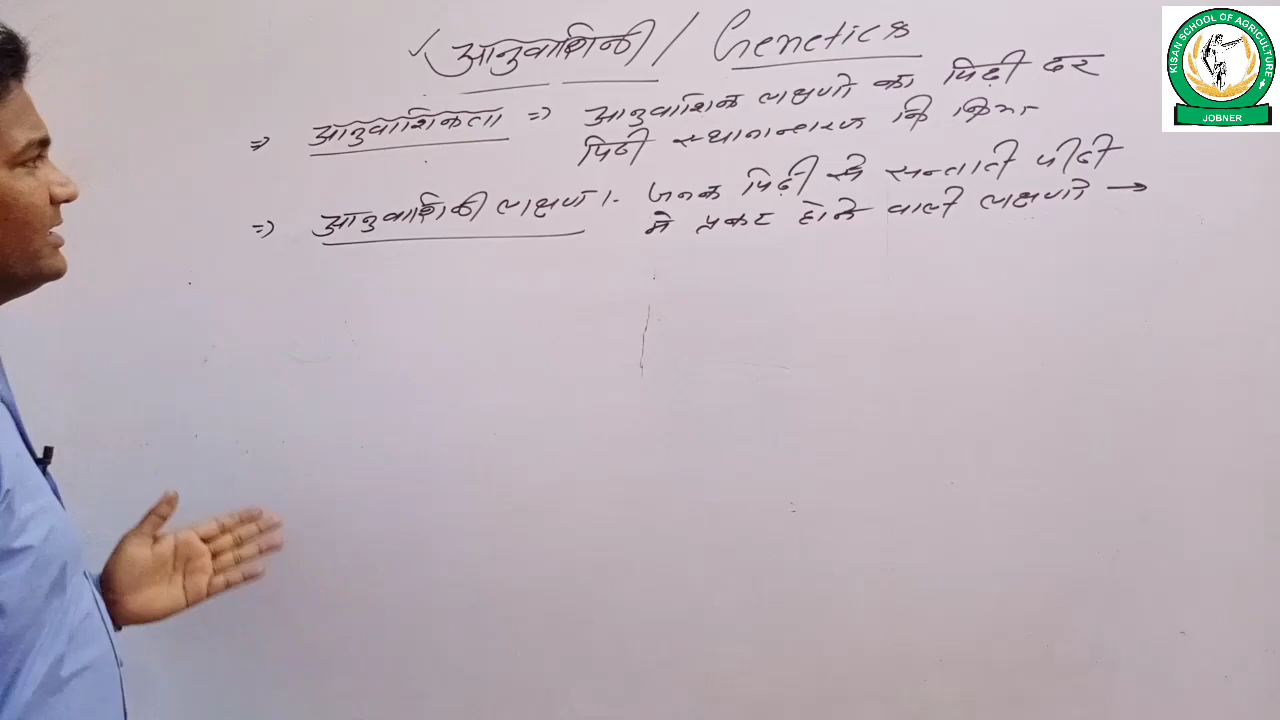 आनुवाशिकी / Genetics
⇒ आनुवाशिकता ⇒ आनुवाशिक लक्षणो का पिढ़ी दर
पिढी स्थानान्तरण कि क्रिया
⇒ आनुवाशिकी लक्षण :- जनक पिढ़ी से सन्तति पीढी
मे प्रकट होने वाली लक्षणो →
KISAN SCHOOL OF AGRICULTURE
JOBNER